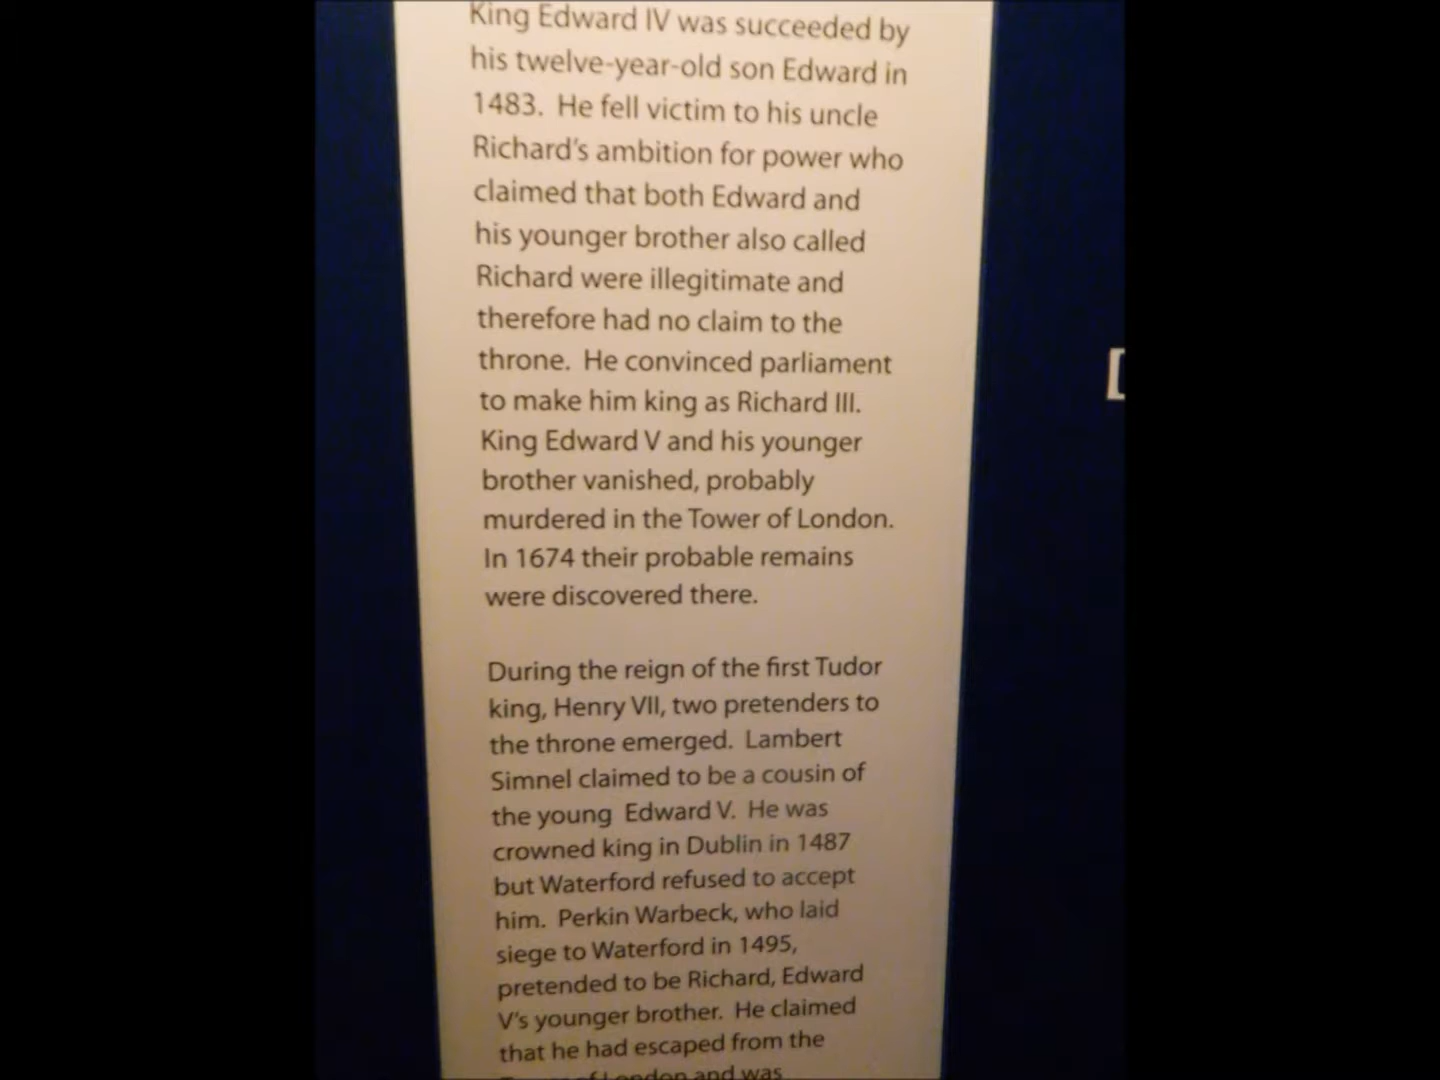 King Edward IV was succeeded by
his twelve-year-old son Edward in
1483. He fell victim to his uncle
Richard's ambition for power who
claimed that both Edward and
his younger brother also called
Richard were illegitimate and
therefore had no claim to the
throne. He convinced parliament
to make him king as Richard III.
King Edward V and his younger
brother vanished, probably
murdered in the Tower of London.
In 1674 their probable remains
were discovered there.
During the reign of the first Tudor
king, Henry VII, two pretenders to
the throne emerged. Lambert
Simnel claimed to be a cousin of
the young Edward V. He was
crowned king in Dublin in 1487
but Waterford refused to accept
him. Perkin Warbeck, who laid
siege to Waterford in 1495,
pretended to be Richard, Edward
V's younger brother. He claimed
that he had escaped from the
of London and was